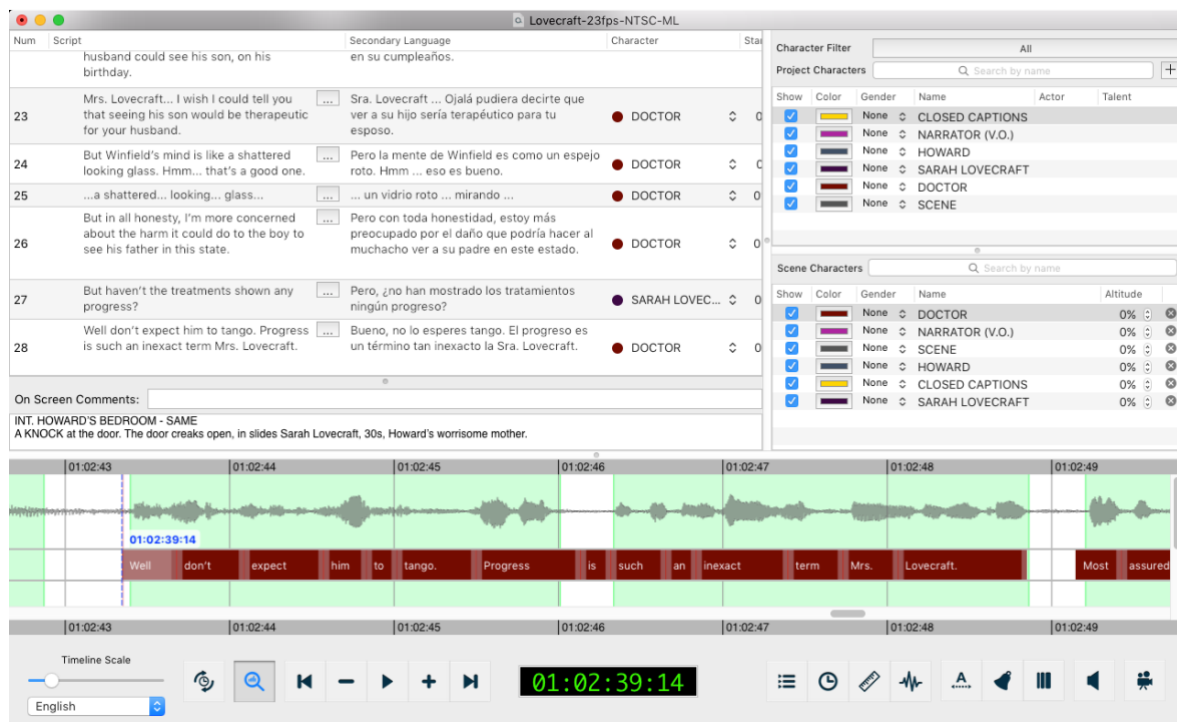 Lovecraft-23fps-NTSC-ML
Num Script Secondary Language Character
husband could see his son, on his
birthday.
en su cumpleaños.
23
Mrs. Lovecraft... I wish I could tell you
that seeing his son would be therapeutic
for your husband.
...
Sra. Lovecraft ... Ojalá pudiera decirte que
ver a su hijo sería terapéutico para tu
esposo.
DOCTOR
24
But Winfield's mind is like a shattered
looking glass. Hmm... that's a good one.
...
Pero la mente de Winfield es como un espejo
roto. Hmm ... eso es bueno.
DOCTOR
25
...a shattered... looking... glass...
...
... un vidrio roto ... mirando ...
DOCTOR
0
26
But in all honesty, I'm more concerned
about the harm it could do to the boy to
see his father in this state.
...
Pero con toda honestidad, estoy más
preocupado por el daño que podría hacer al
muchacho ver a su padre en este estado.
DOCTOR
0
27
But haven't the treatments shown any
progress?
...
Pero, ¿no han mostrado los tratamientos
ningún progreso?
SARAH LOVEC...
0
28
Well don't expect him to tango. Progress
is such an inexact term Mrs. Lovecraft.
...
Bueno, no lo esperes tango. El progreso es
un término tan inexacto la Sra. Lovecraft.
DOCTOR
0
On Screen Comments:
INT. HOWARD'S BEDROOM - SAME
A KNOCK at the door. The door creaks open, in slides Sarah Lovecraft, 30s, Howard's worrisome mother.
Character Filter All
Project Characters Search by name +
Show Color Gender Name Actor Talent
None CLOSED CAPTIONS
None NARRATOR (V.O.)
None HOWARD
None SARAH LOVECRAFT
None DOCTOR
None SCENE
Scene Characters Search by name
Show Color Gender Name Altitude
None DOCTOR 0%
None NARRATOR (V.O.) 0%
None SCENE 0%
None HOWARD 0%
None CLOSED CAPTIONS 0%
None SARAH LOVECRAFT 0%
01:02:43 01:02:44 01:02:45 01:02:46 01:02:47 01:02:48 01:02:49
01:02:39:14
Well don't expect him to tango. Progress is such an inexact term Mrs. Lovecraft. Most assured
01:02:43 01:02:44 01:02:45 01:02:46 01:02:47 01:02:48 01:02:49
Timeline Scale
English
01:02:39:14
A